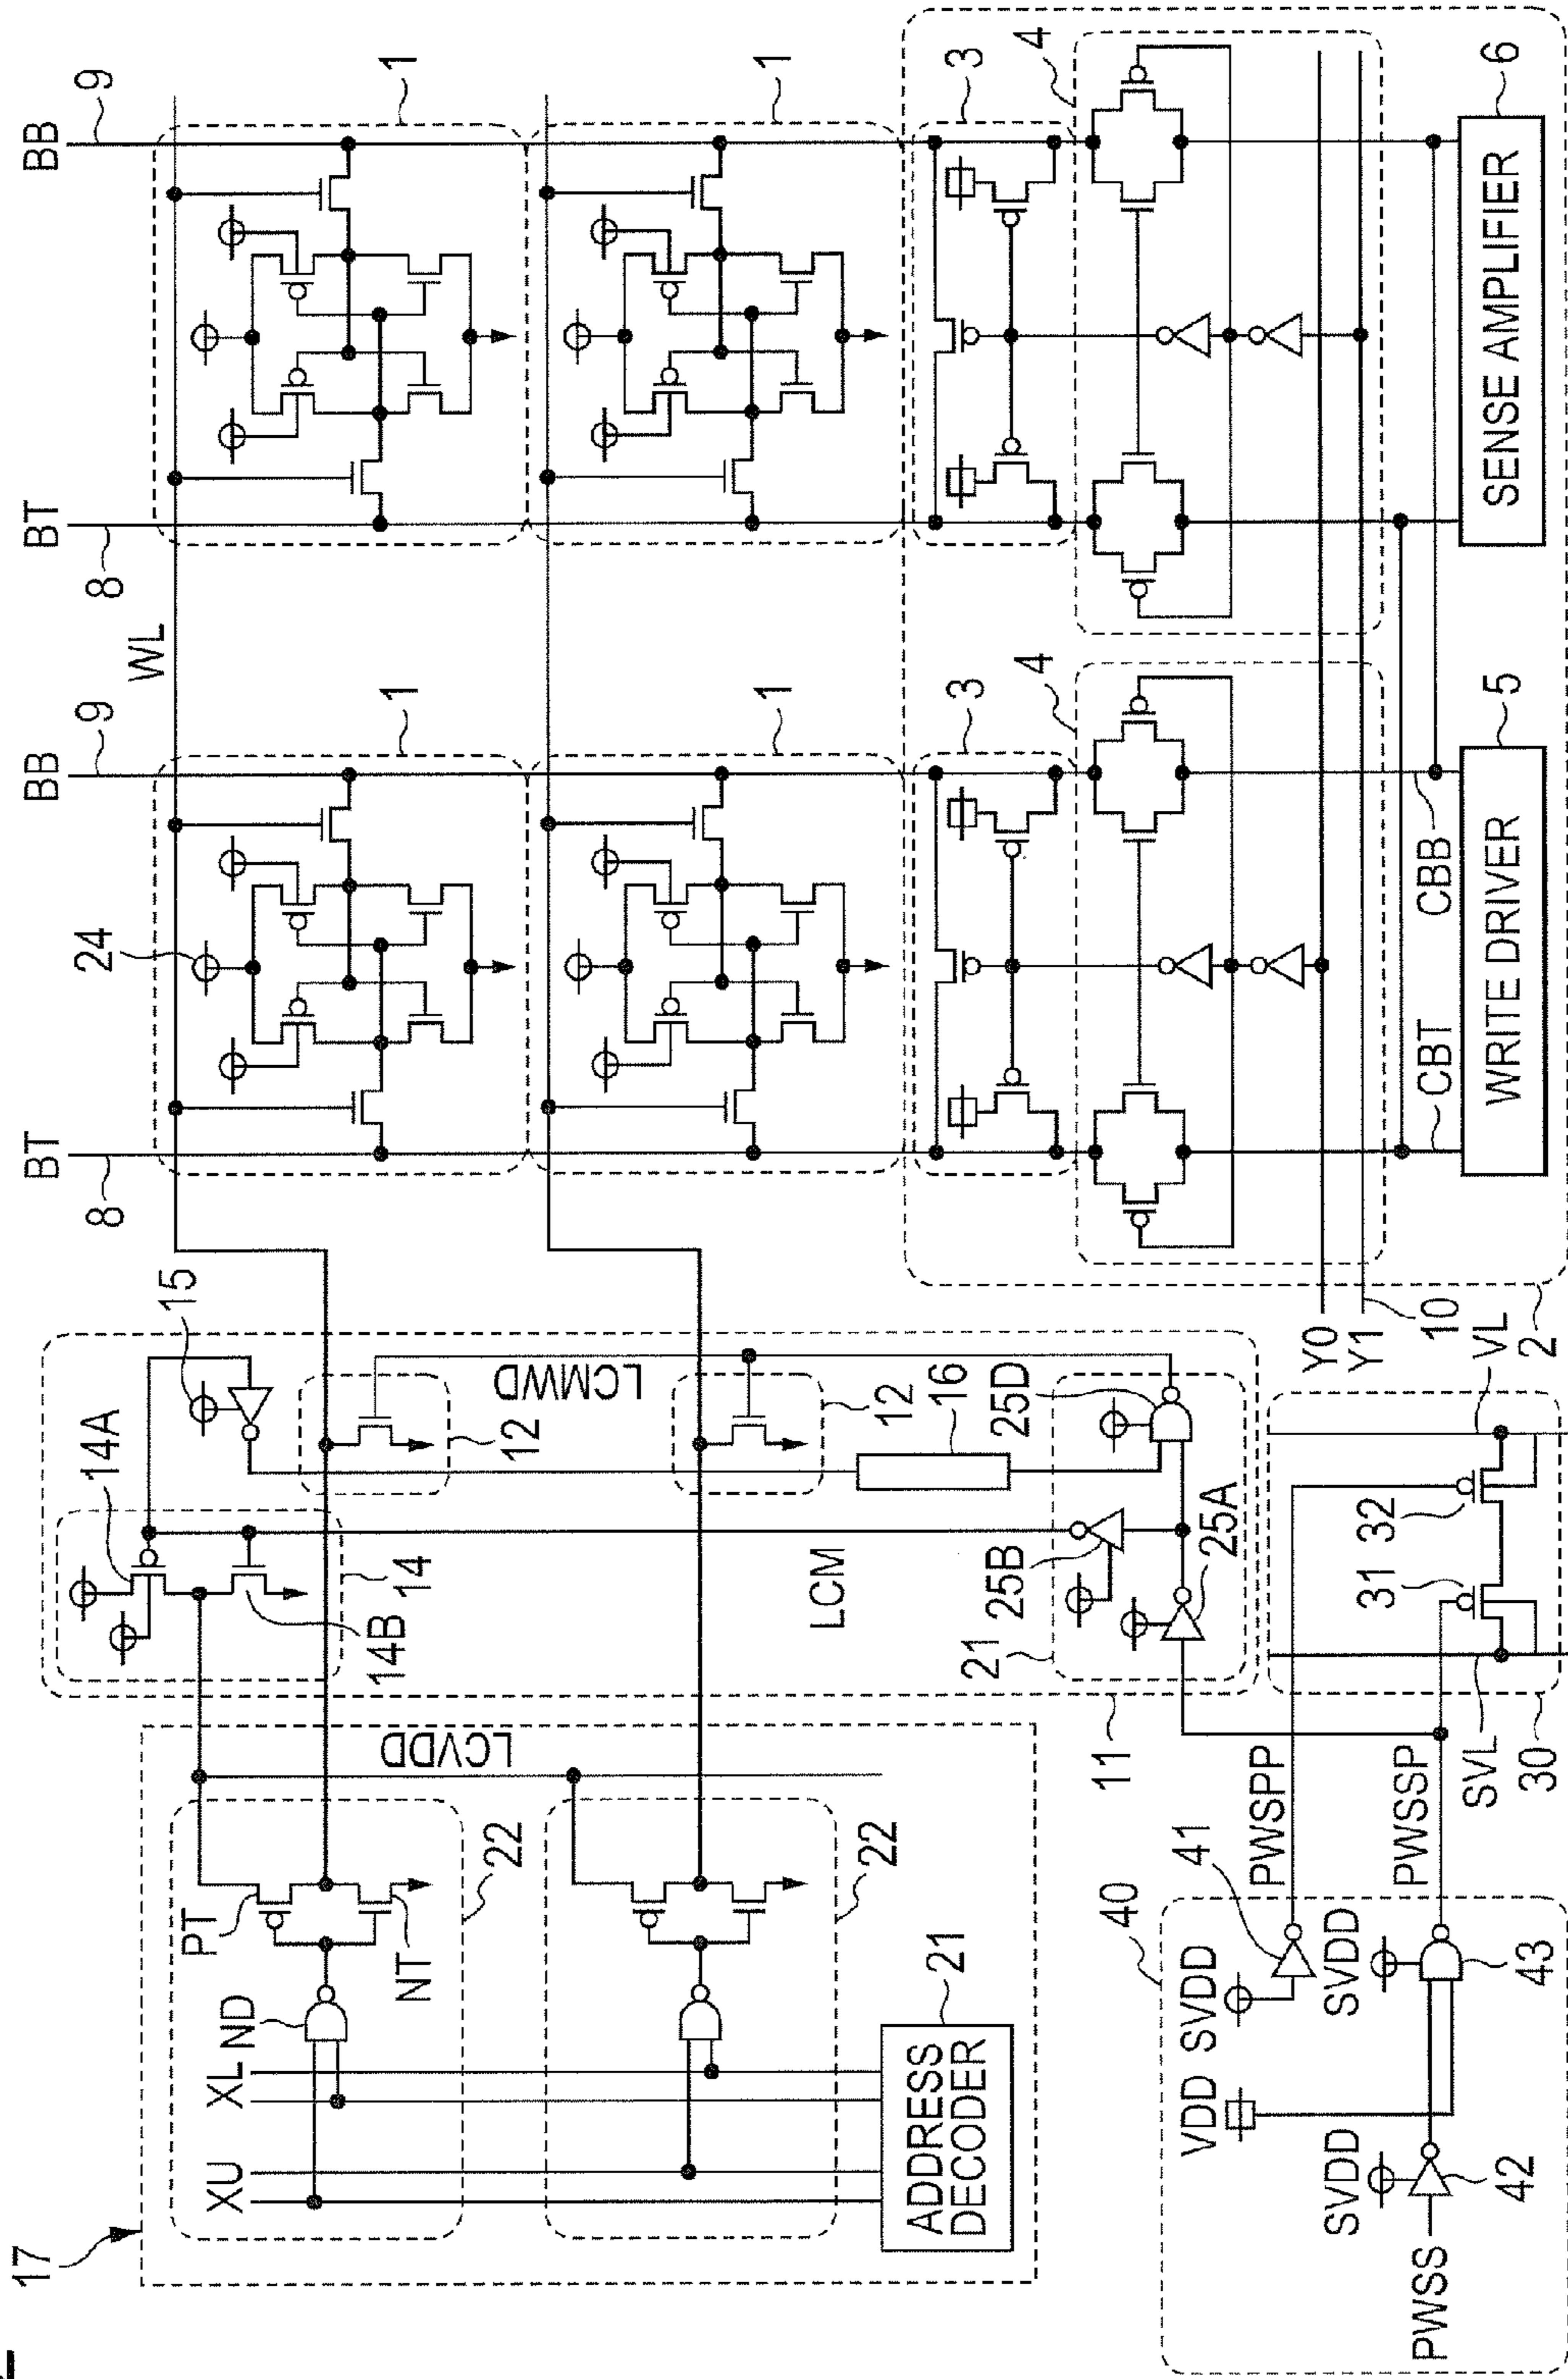 BT
BB
BT
BB
8
9
8
9
24
WL
1
1
1
1
17
XU
XL
ND
PT
NT
22
22
LCVDD
ADDRESS
DECODER
21
14A
15
14
14B
12
LCMWD
12
LCM
16
11
21
25B
25A
25D
3
3
4
4
Y0
Y1
10
2
CBT
CBB
WRITE DRIVER
5
SENSE AMPLIFIER
6
40
VDD
SVDD
41
PWSPP
SVDD
SVDD
PWSS
42
43
PWSSP
SVL
30
31
32
VL